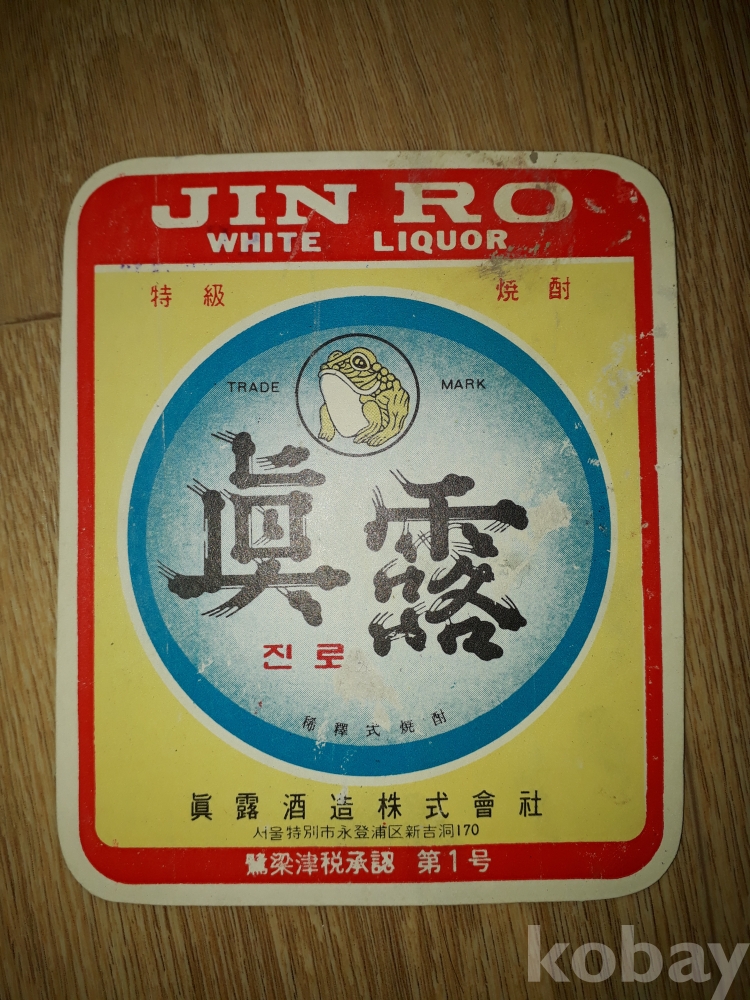 JIN RO
WHITE LIQUOR
特級 焼酎
TRADE MARK
眞露
진로
稀釋式焼酎
眞露酒造株式會社
서울特別市永登浦区新吉洞170
鷺梁津税承認 第1号
kobay